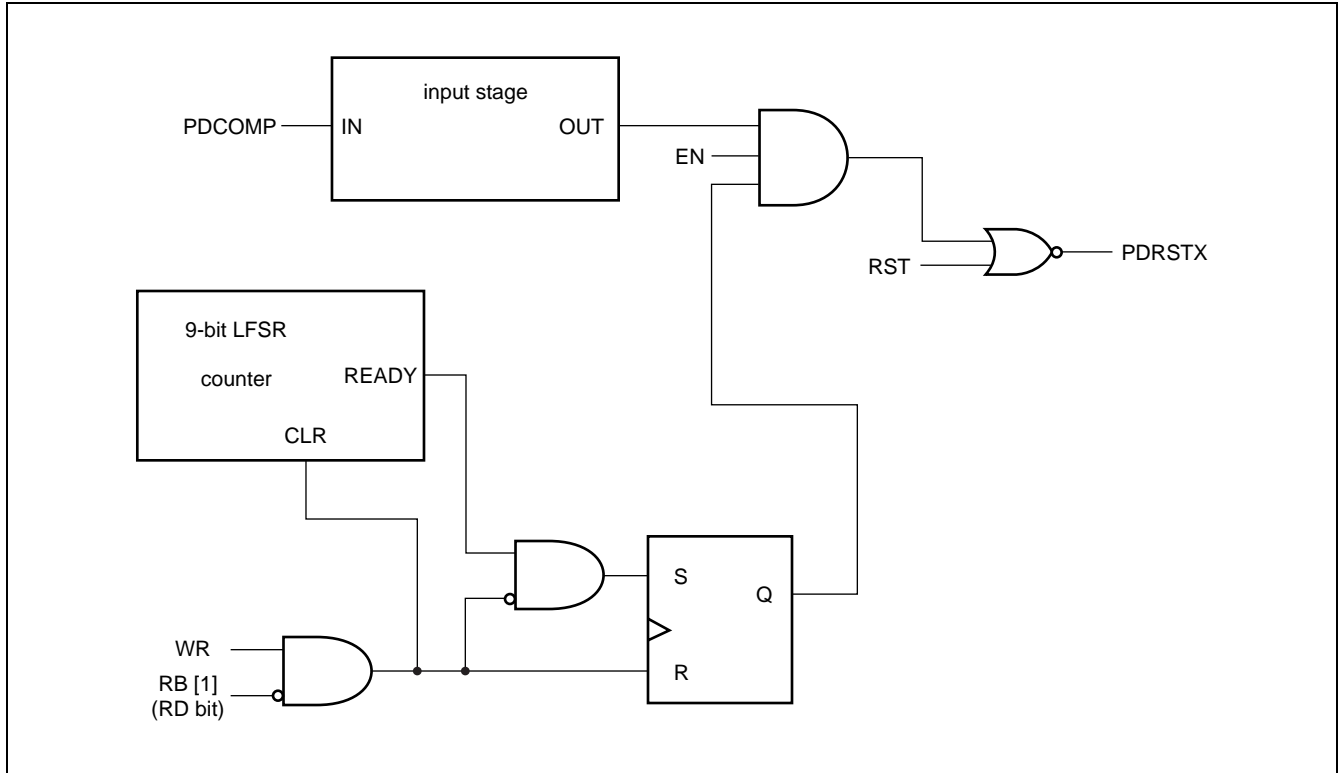 input stage
PDCOMP
IN
OUT
EN
RST
PDRSTX
9-bit LFSR
counter
READY
CLR
S
Q
R
WR
RB [1]
(RD bit)